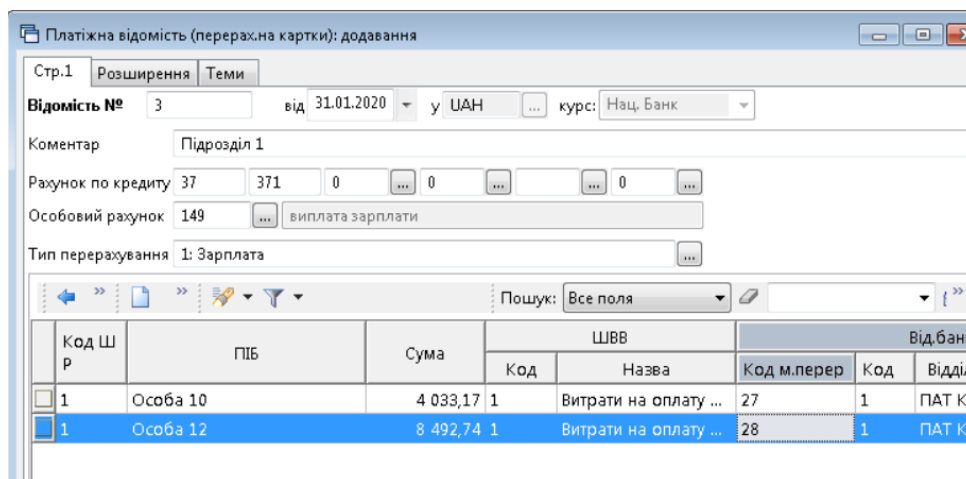 Платіжна відомість (перерах.на картки): додавання
Стр.1 Розширення Теми
Відомість № 3 від 31.01.2020 у UAH ... курс: Нац. Банк
Коментар Підрозділ 1
Рахунок по кредиту 37 371 0 ... 0 ... ... 0 ...
Особовий рахунок 149 ... виплата зарплати
Тип перерахування 1: Зарплата ...
Пошук: Все поля
Код ШР ПІБ Сума ШВВ Від.бан
Код Назва Код м.перер Код Відділ
1 Особа 10 4 033,17 1 Витрати на оплату ... 27 1 ПАТ К
1 Особа 12 8 492,74 1 Витрати на оплату ... 28 1 ПАТ К